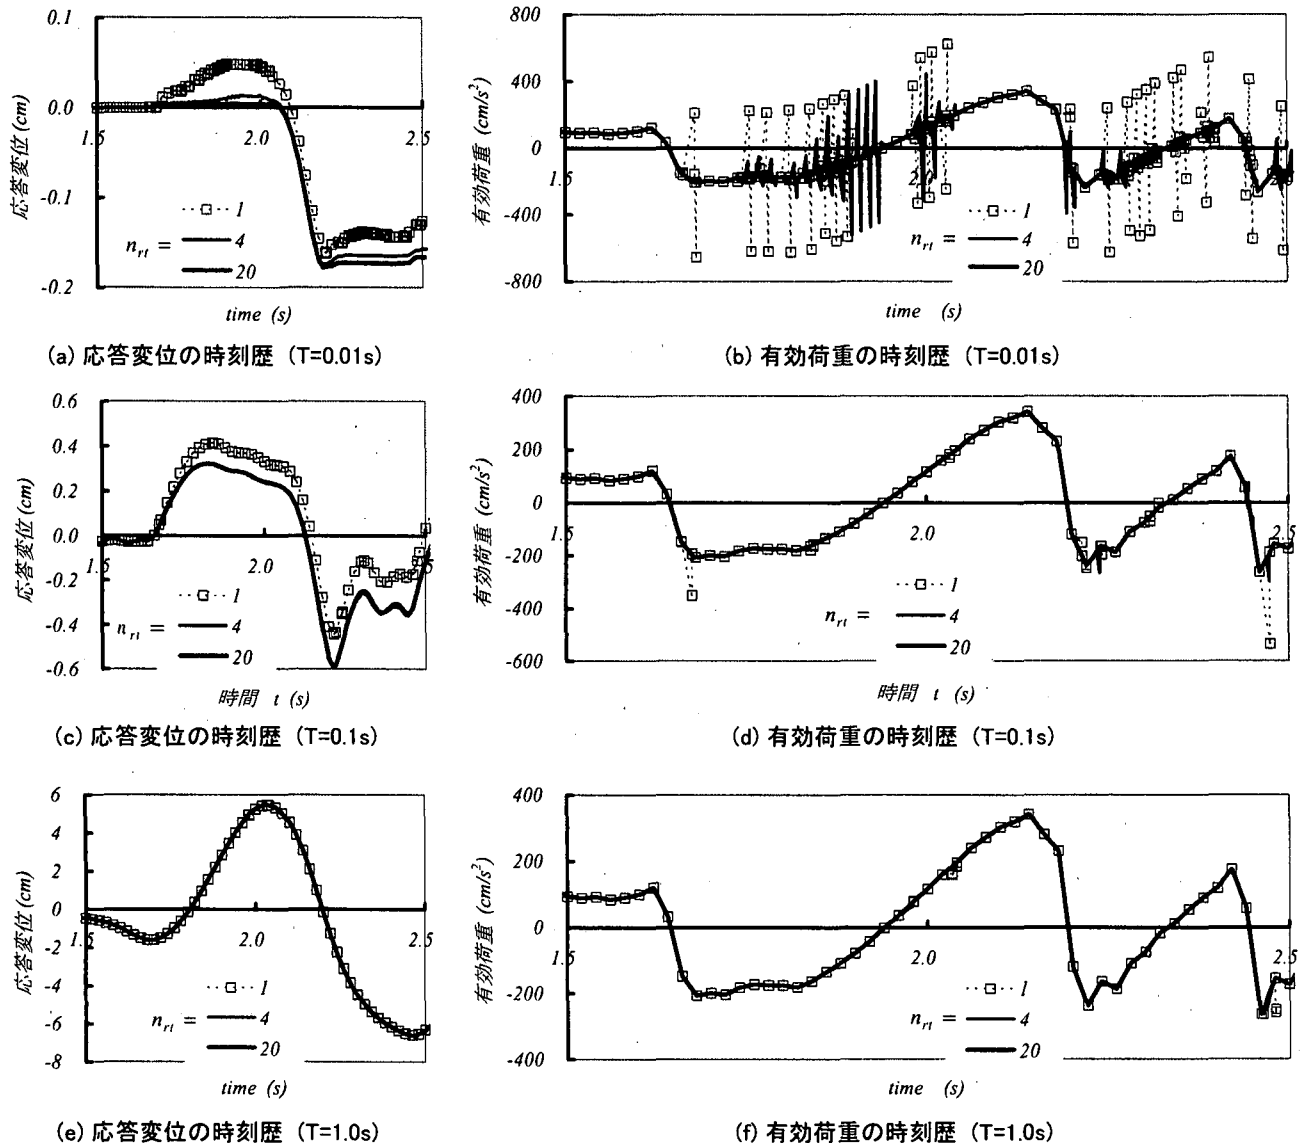 0.1
0.0
-0.1
-0.2
1.5
2.0
2.5
応答変位 (cm)
n_rt =
1
4
20
time (s)
(a) 応答変位の時刻歴 (T=0.01s)
800
400
0
-400
-800
1.5
2.5
有効荷重 (cm/s²)
n_rt =
1
4
20
time (s)
(b) 有効荷重の時刻歴 (T=0.01s)
0.6
0.4
0.2
0.0
-0.2
-0.4
-0.6
1.5
2.0
応答変位 (cm)
n_rt =
1
4
20
時間 t (s)
(c) 応答変位の時刻歴 (T=0.1s)
400
200
0
-200
-400
-600
1.5
2.0
2.5
有効荷重 (cm/s²)
n_rt =
1
4
20
時間 t (s)
(d) 有効荷重の時刻歴 (T=0.1s)
6
4
2
0
-2
-4
-6
-8
1.5
2.0
2.5
応答変位 (cm)
n_rt =
1
4
20
time (s)
(e) 応答変位の時刻歴 (T=1.0s)
400
200
0
-200
-400
1.5
2.0
2.5
有効荷重 (cm/s²)
n_rt =
1
4
20
time (s)
(f) 有効荷重の時刻歴 (T=1.0s)